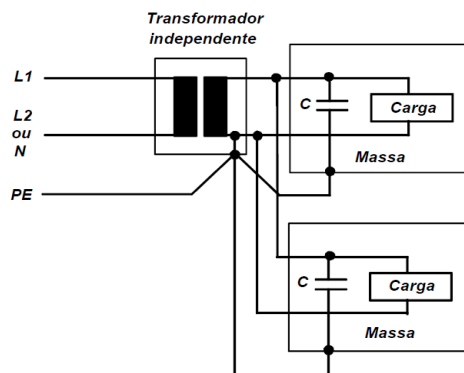 Transformador
independente
L1
L2
ou
N
PE
C
Carga
Massa
C
Carga
Massa